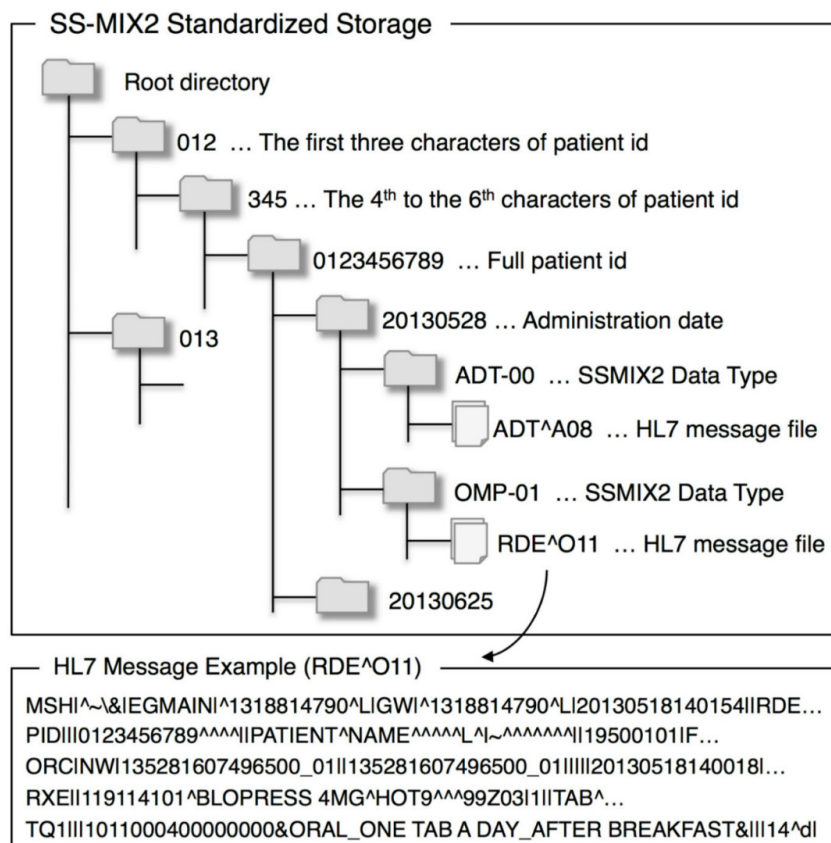 SS-MIX2 Standardized Storage
Root directory
012 … The first three characters of patient id
345 … The 4th to the 6th characters of patient id
0123456789 … Full patient id
20130528 … Administration date
013
ADT-00 … SSMIX2 Data Type
ADT^A08 … HL7 message file
OMP-01 … SSMIX2 Data Type
RDE^O11 … HL7 message file
20130625
HL7 Message Example (RDE^O11)
MSH|^~\&|EGMAIN|^1318814790^L|GW|^1318814790^L|20130518140154||RDE…
PID|||0123456789^^^^||PATIENT^NAME^^^^^L^|~^^^^^^^||19500101|F…
ORC|NW|135281607496500_01||135281607496500_01|||||20130518140018|…
RXE||119114101^BLOPRESS 4MG^HOT9^^^99Z03|1||TAB^…
TQ1|||1011000400000000&ORAL_ONE TAB A DAY_AFTER BREAKFAST&|||14^d|